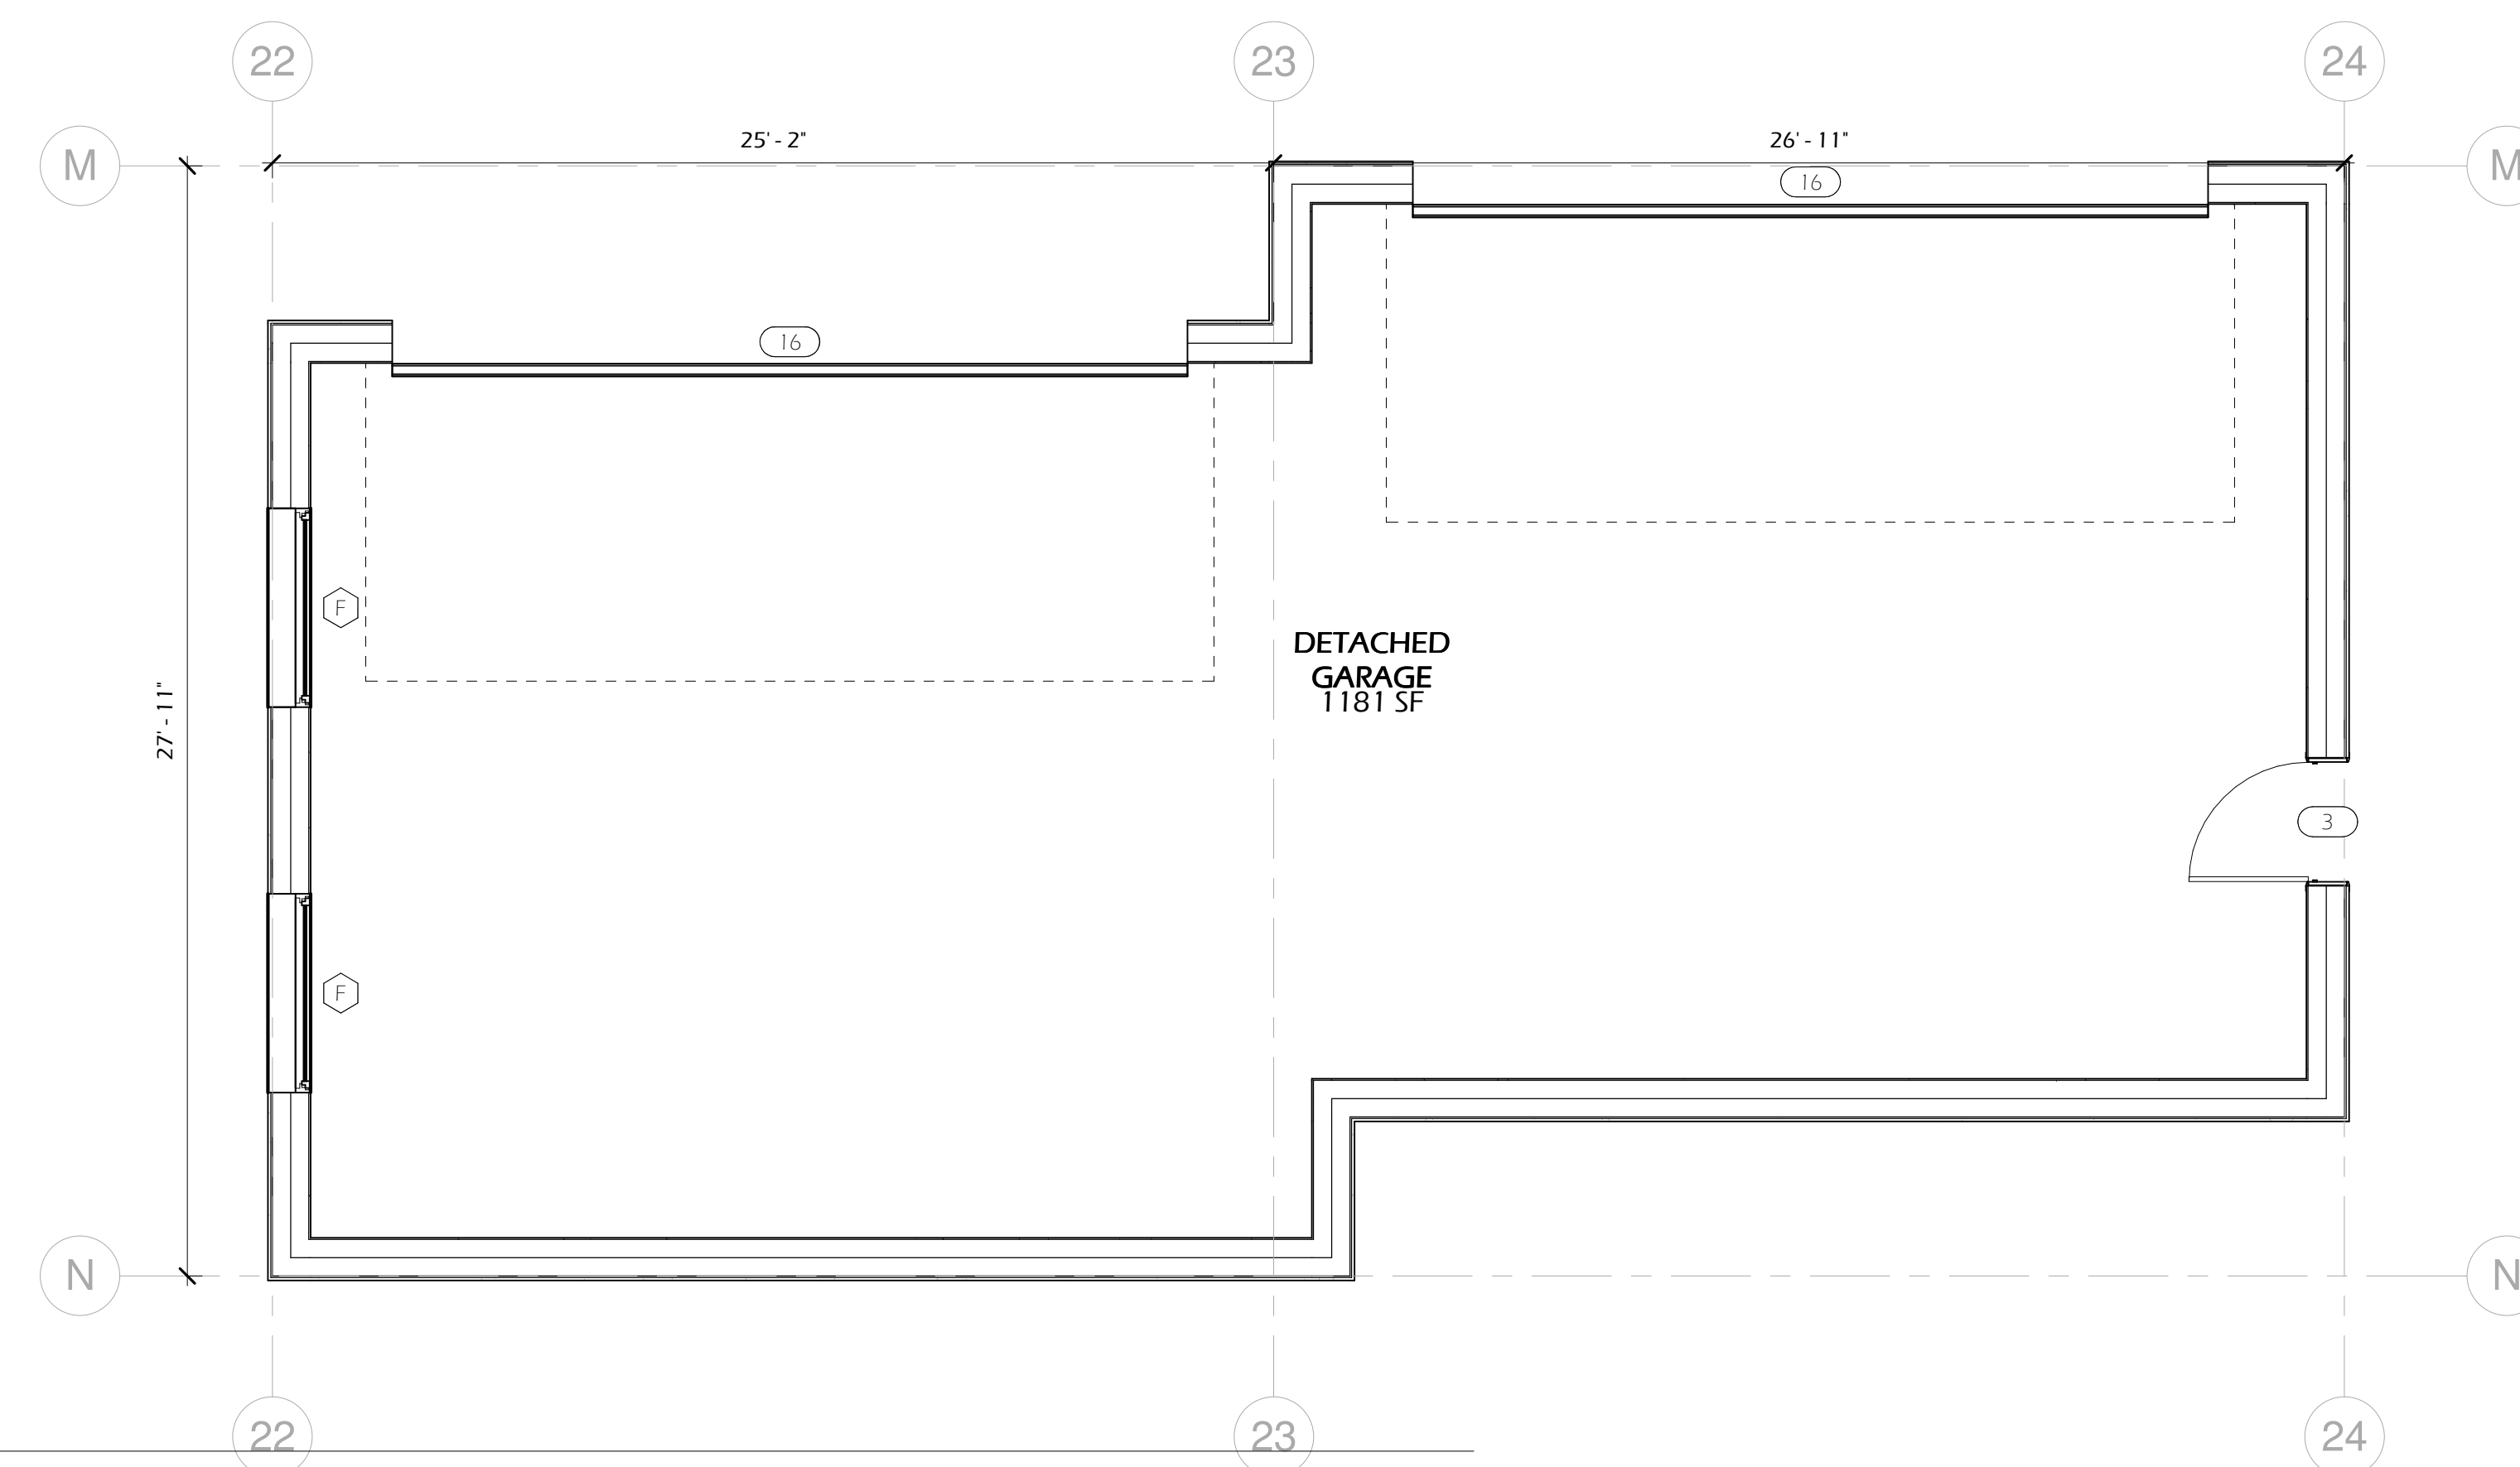 22 23 24
M M
25' - 2" 26' - 11"
16
16
F
DETACHED
GARAGE
1181 SF
27' - 11"
3
F
N N
22 23 24